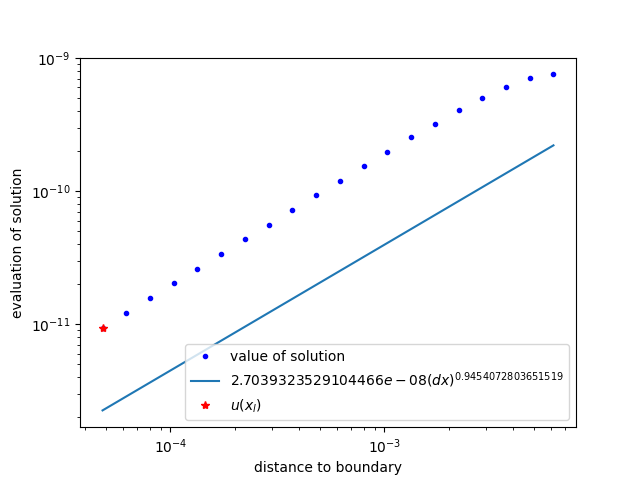 10⁻⁹
10⁻¹⁰
10⁻¹¹
evaluation of solution
value of solution
2.7039323529104466e − 08(dx)^0.9454072803651519
u(x_l)
10⁻⁴
10⁻³
distance to boundary